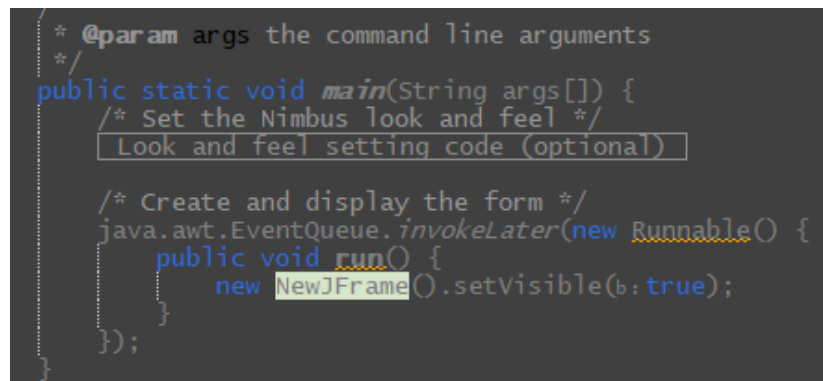 * @param args the command line arguments
*/
public static void main(String args[]) {
/* Set the Nimbus look and feel */
Look and feel setting code (optional)
/* Create and display the form */
java.awt.EventQueue.invokeLater(new Runnable() {
public void run() {
new NewJFrame().setVisible(b: true);
}
});
}